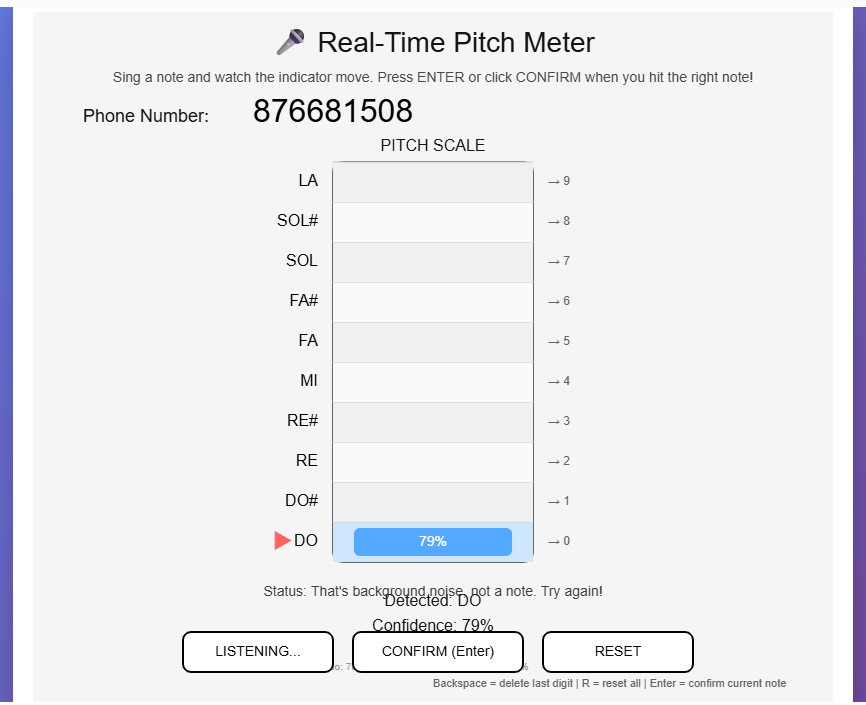 Real-Time Pitch Meter
Sing a note and watch the indicator move. Press ENTER or click CONFIRM when you hit the right note!
Phone Number: 876681508
PITCH SCALE
LA → 9
SOL# → 8
SOL → 7
FA# → 6
FA → 5
MI → 4
RE# → 3
RE → 2
DO# → 1
DO 79% → 0
Status: That's background noise, not a note. Try again!
Detected: DO
Confidence: 79%
LISTENING... CONFIRM (Enter) RESET
Backspace = delete last digit | R = reset all | Enter = confirm current note